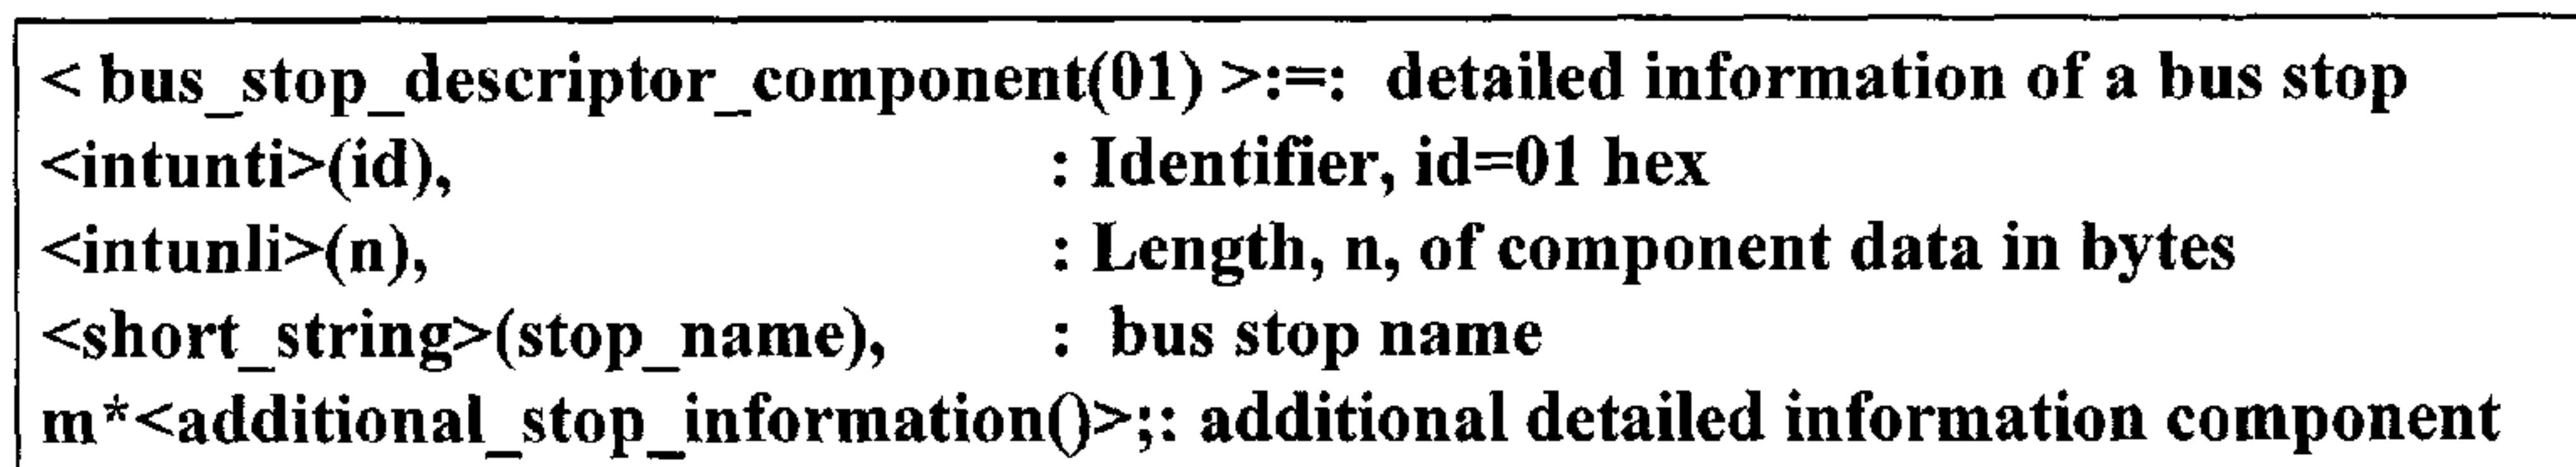 < bus_stop_descriptor_component(01) >:=: detailed information of a bus stop
<intunti>(id), : Identifier, id=01 hex
<intunli>(n), : Length, n, of component data in bytes
<short_string>(stop_name), : bus stop name
m*<additional_stop_information()>;: additional detailed information component